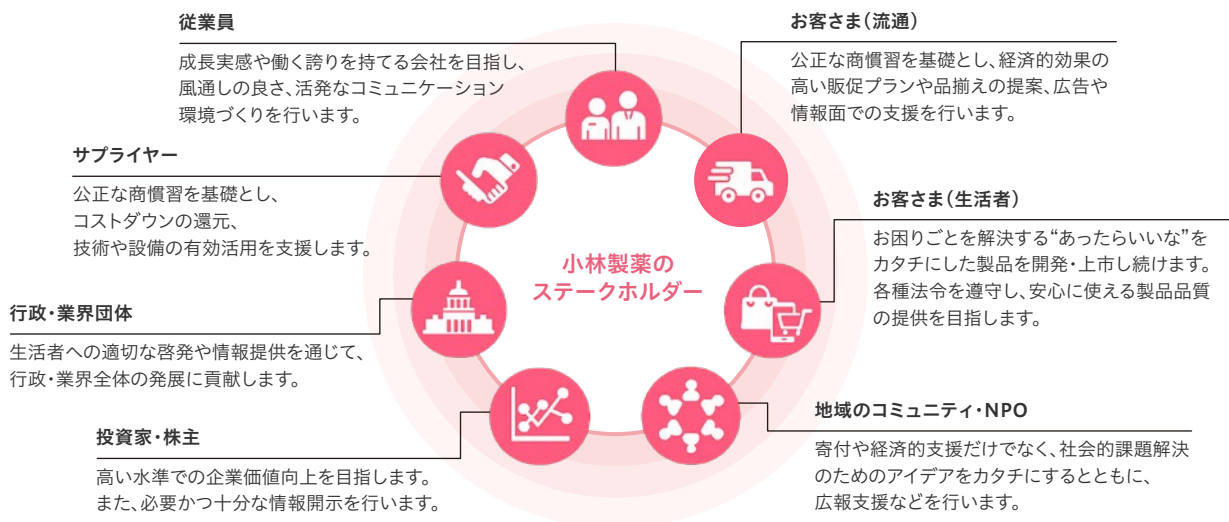 従業員
成長実感や働く誇りを持てる会社を目指し、
風通しの良さ、活発なコミュニケーション
環境づくりを行います。
お客さま（流通）
公正な商慣習を基礎とし、経済的効果の
高い販促プランや品揃えの提案、広告や
情報面での支援を行います。
サプライヤー
公正な商慣習を基礎とし、
コストダウンの還元、
技術や設備の有効活用を支援します。
お客さま（生活者）
お困りごとを解決する“あったらいいな”を
カタチにした製品を開発・上市し続けます。
各種法令を遵守し、安心に使える製品品質
の提供を目指します。
小林製薬の
ステークホルダー
行政・業界団体
生活者への適切な啓発や情報提供を通じて、
行政・業界全体の発展に貢献します。
地域のコミュニティ・NPO
寄付や経済的支援だけでなく、社会的課題解決
のためのアイデアをカタチにするとともに、
広報支援などを行います。
投資家・株主
高い水準での企業価値向上を目指します。
また、必要かつ十分な情報開示を行います。